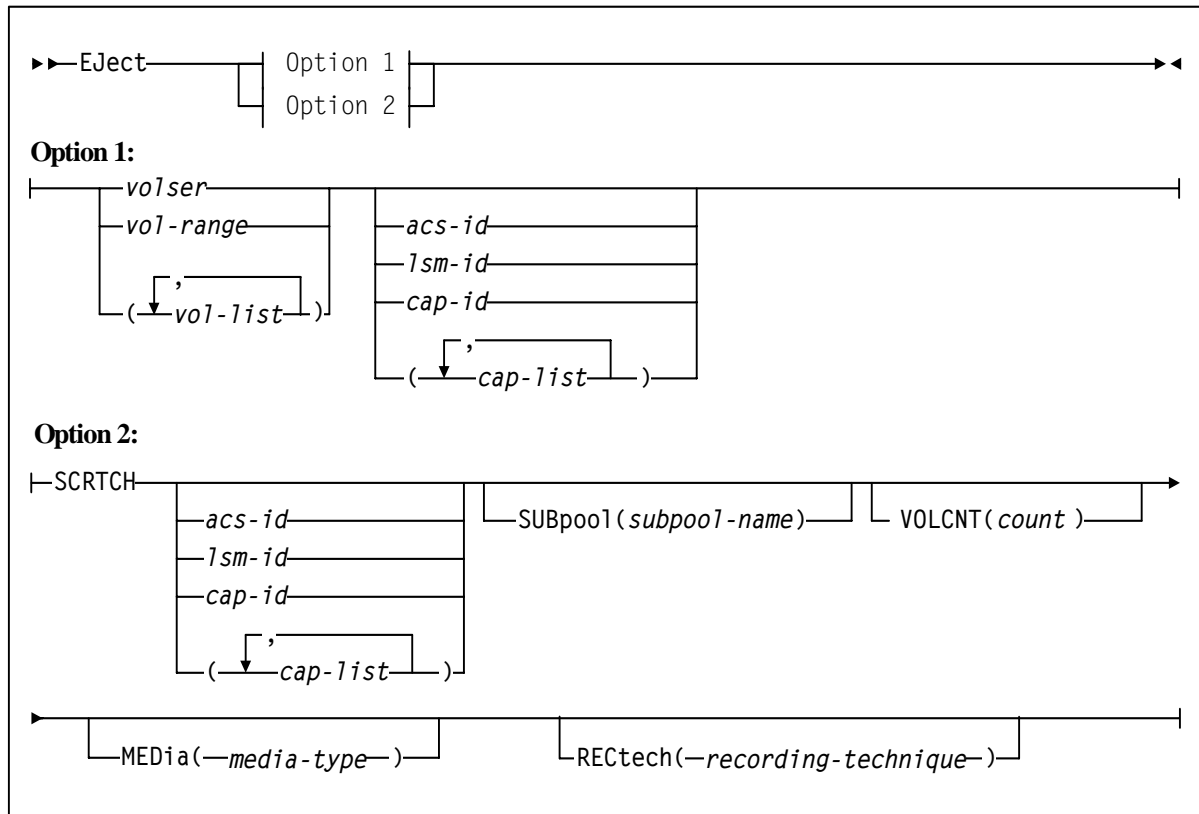 EJect Option 1
Option 2
Option 1:
volser
vol-range
,
( vol-list )
acs-id
lsm-id
cap-id
,
( cap-list )
Option 2:
SCRTCH
acs-id
lsm-id
cap-id
,
( cap-list )
SUBpool(subpool-name)
VOLCNT(count )
MEDia( media-type )
RECtech( recording-technique )